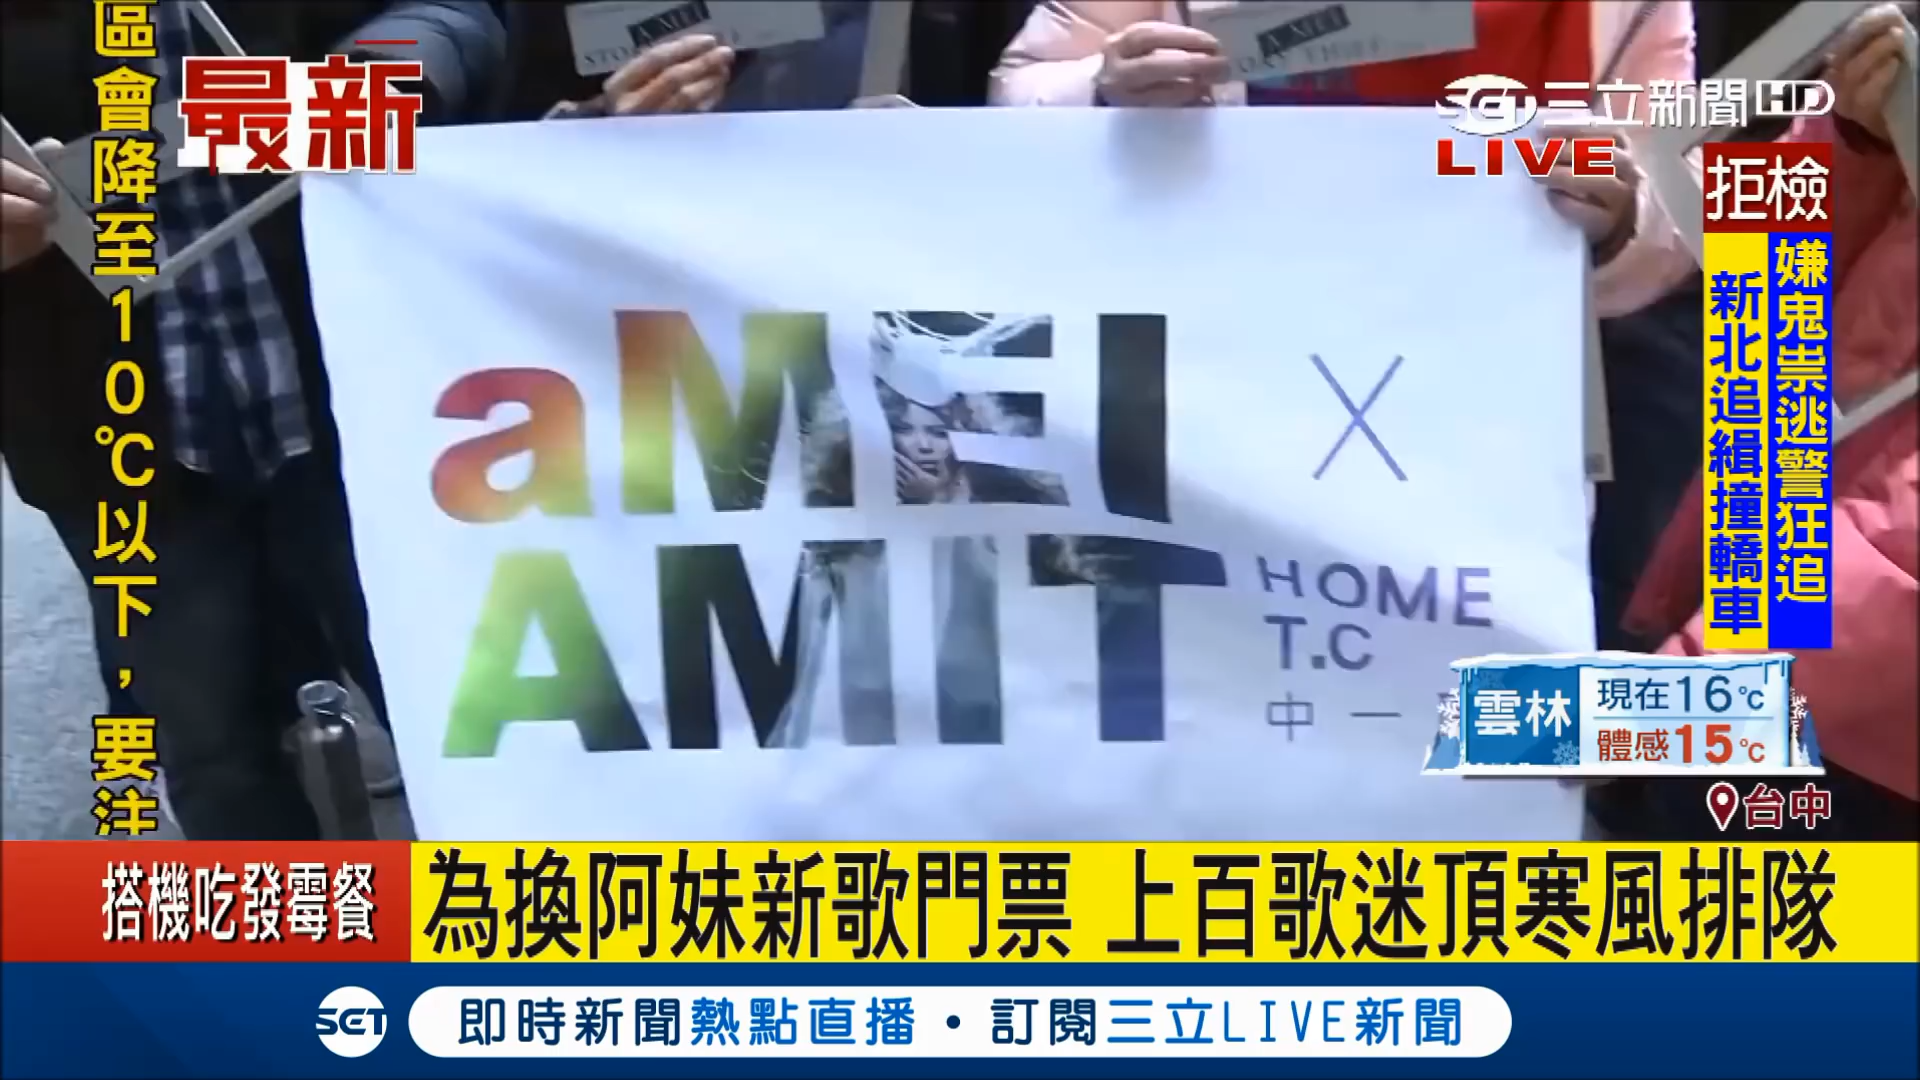 區會降至10℃以下，要注
最新
SET三立新聞HD
LIVE
拒檢
嫌鬼祟逃警狂追
新北追緝撞轎車
A-MEI
A-MEI
aMEI
AMIT
X
HOME
T.C
中一
雲林
現在16℃
體感15℃
台中
搭機吃發霉餐
為換阿妹新歌門票 上百歌迷頂寒風排隊
SET
即時新聞熱點直播・訂閱三立LIVE新聞